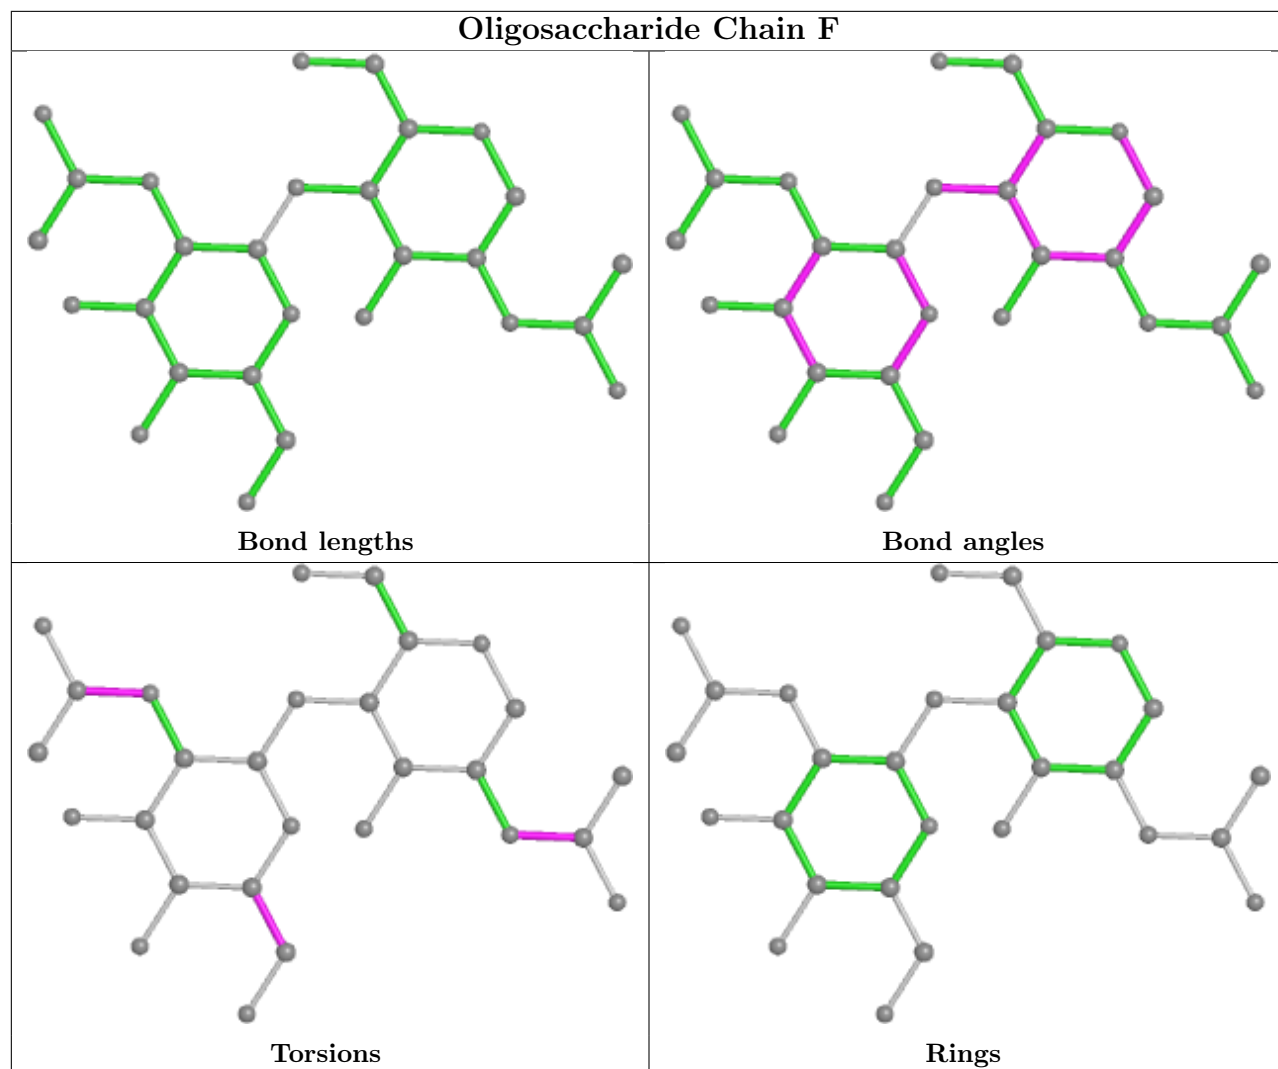 Oligosaccharide Chain F
Bond lengths
Bond angles
Torsions
Rings